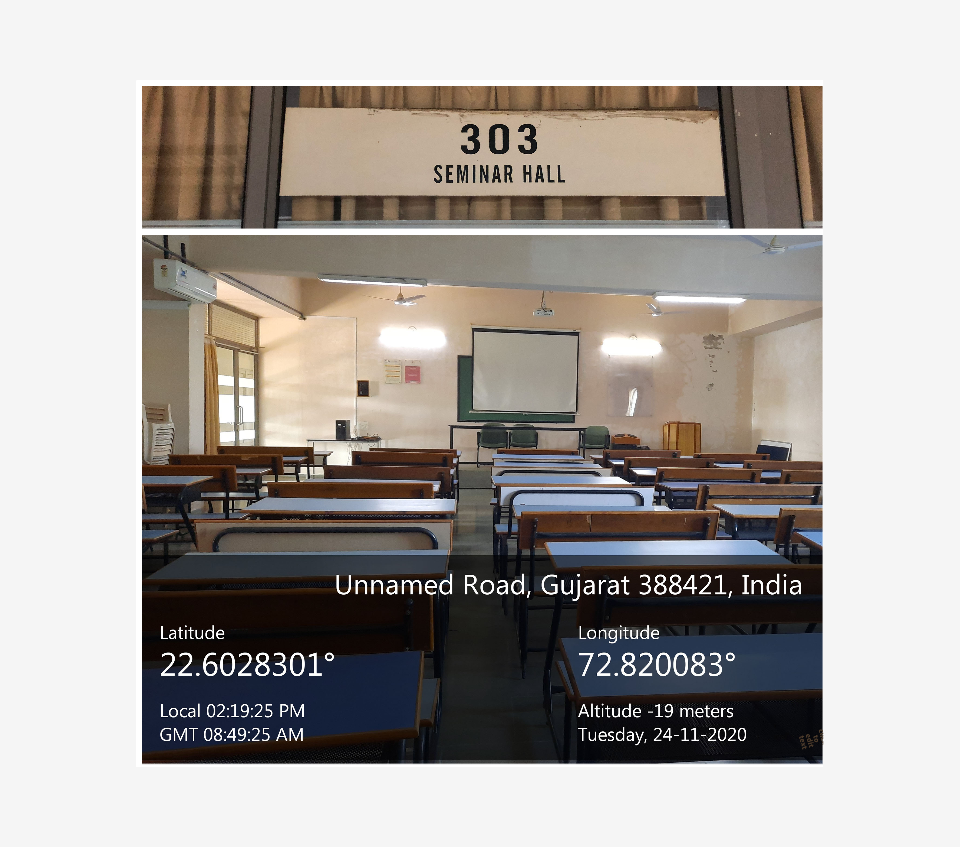 303
SEMINAR HALL
Unnamed Road, Gujarat 388421, India
Latitude
22.6028301°
Longitude
72.820083°
Local 02:19:25 PM
GMT 08:49:25 AM
Altitude -19 meters
Tuesday, 24-11-2020